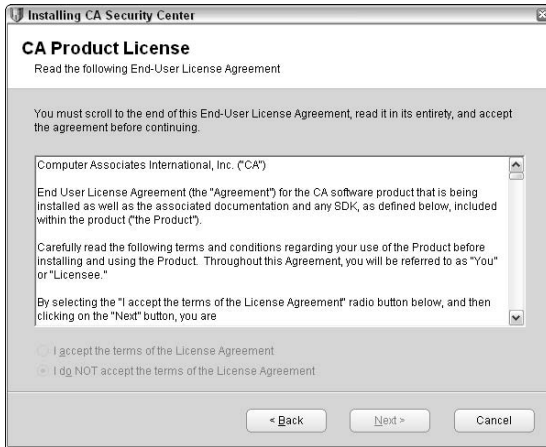 Installing CA Security Center
CA Product License
Read the following End-User License Agreement
You must scroll to the end of this End-User License Agreement, read it in its entirety, and accept
the agreement before continuing.
Computer Associates International, Inc. ("CA")
End User License Agreement (the "Agreement") for the CA software product that is being
installed as well as the associated documentation and any SDK, as defined below, included
within the product ("the Product").
Carefully read the following terms and conditions regarding your use of the Product before
installing and using the Product. Throughout this Agreement, you will be referred to as "You"
or "Licensee."
By selecting the "I accept the terms of the License Agreement" radio button below, and then
clicking on the "Next" button, you are
I accept the terms of the License Agreement
I do NOT accept the terms of the License Agreement
< Back Next > Cancel